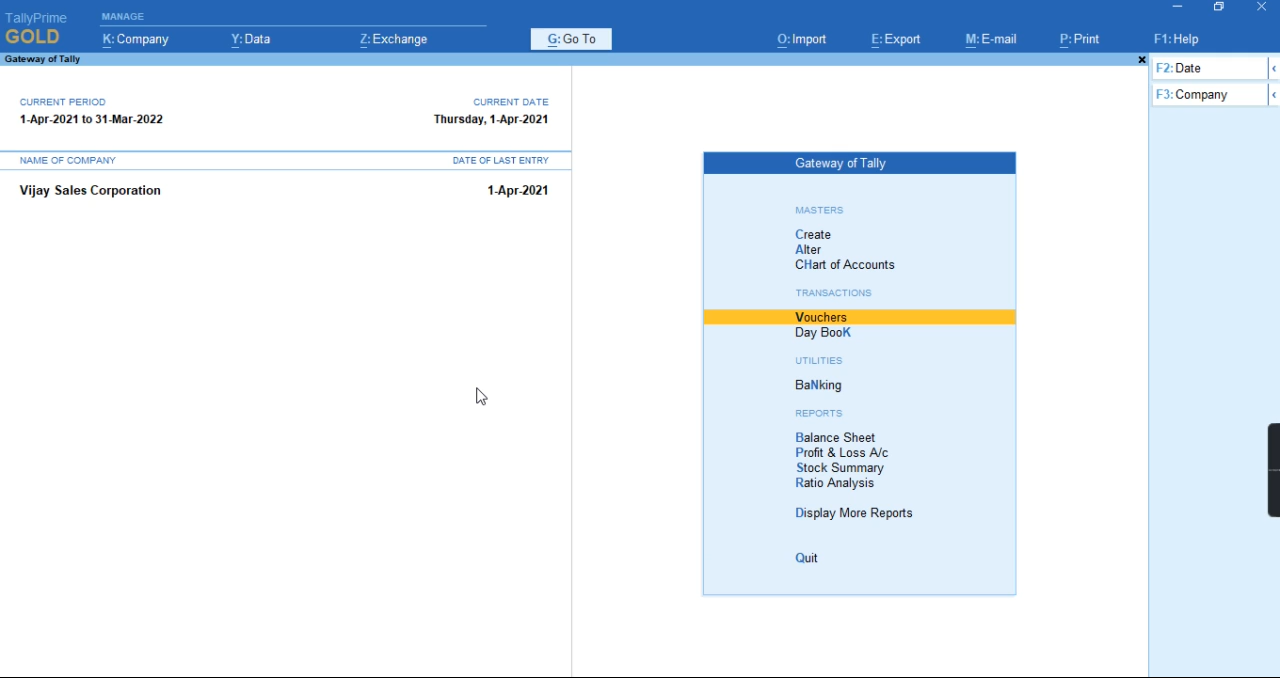 TallyPrime
GOLD
MANAGE
K: Company
Y: Data
Z: Exchange
G: Go To
O: Import
E: Export
M: E-mail
P: Print
F1: Help
Gateway of Tally
F2: Date
F3: Company
CURRENT PERIOD
CURRENT DATE
1-Apr-2021 to 31-Mar-2022
Thursday, 1-Apr-2021
NAME OF COMPANY
DATE OF LAST ENTRY
Vijay Sales Corporation
1-Apr-2021
Gateway of Tally
MASTERS
Create
Alter
CHart of Accounts
TRANSACTIONS
Vouchers
Day BooK
UTILITIES
BaNking
REPORTS
Balance Sheet
Profit & Loss A/c
Stock Summary
Ratio Analysis
Display More Reports
Quit